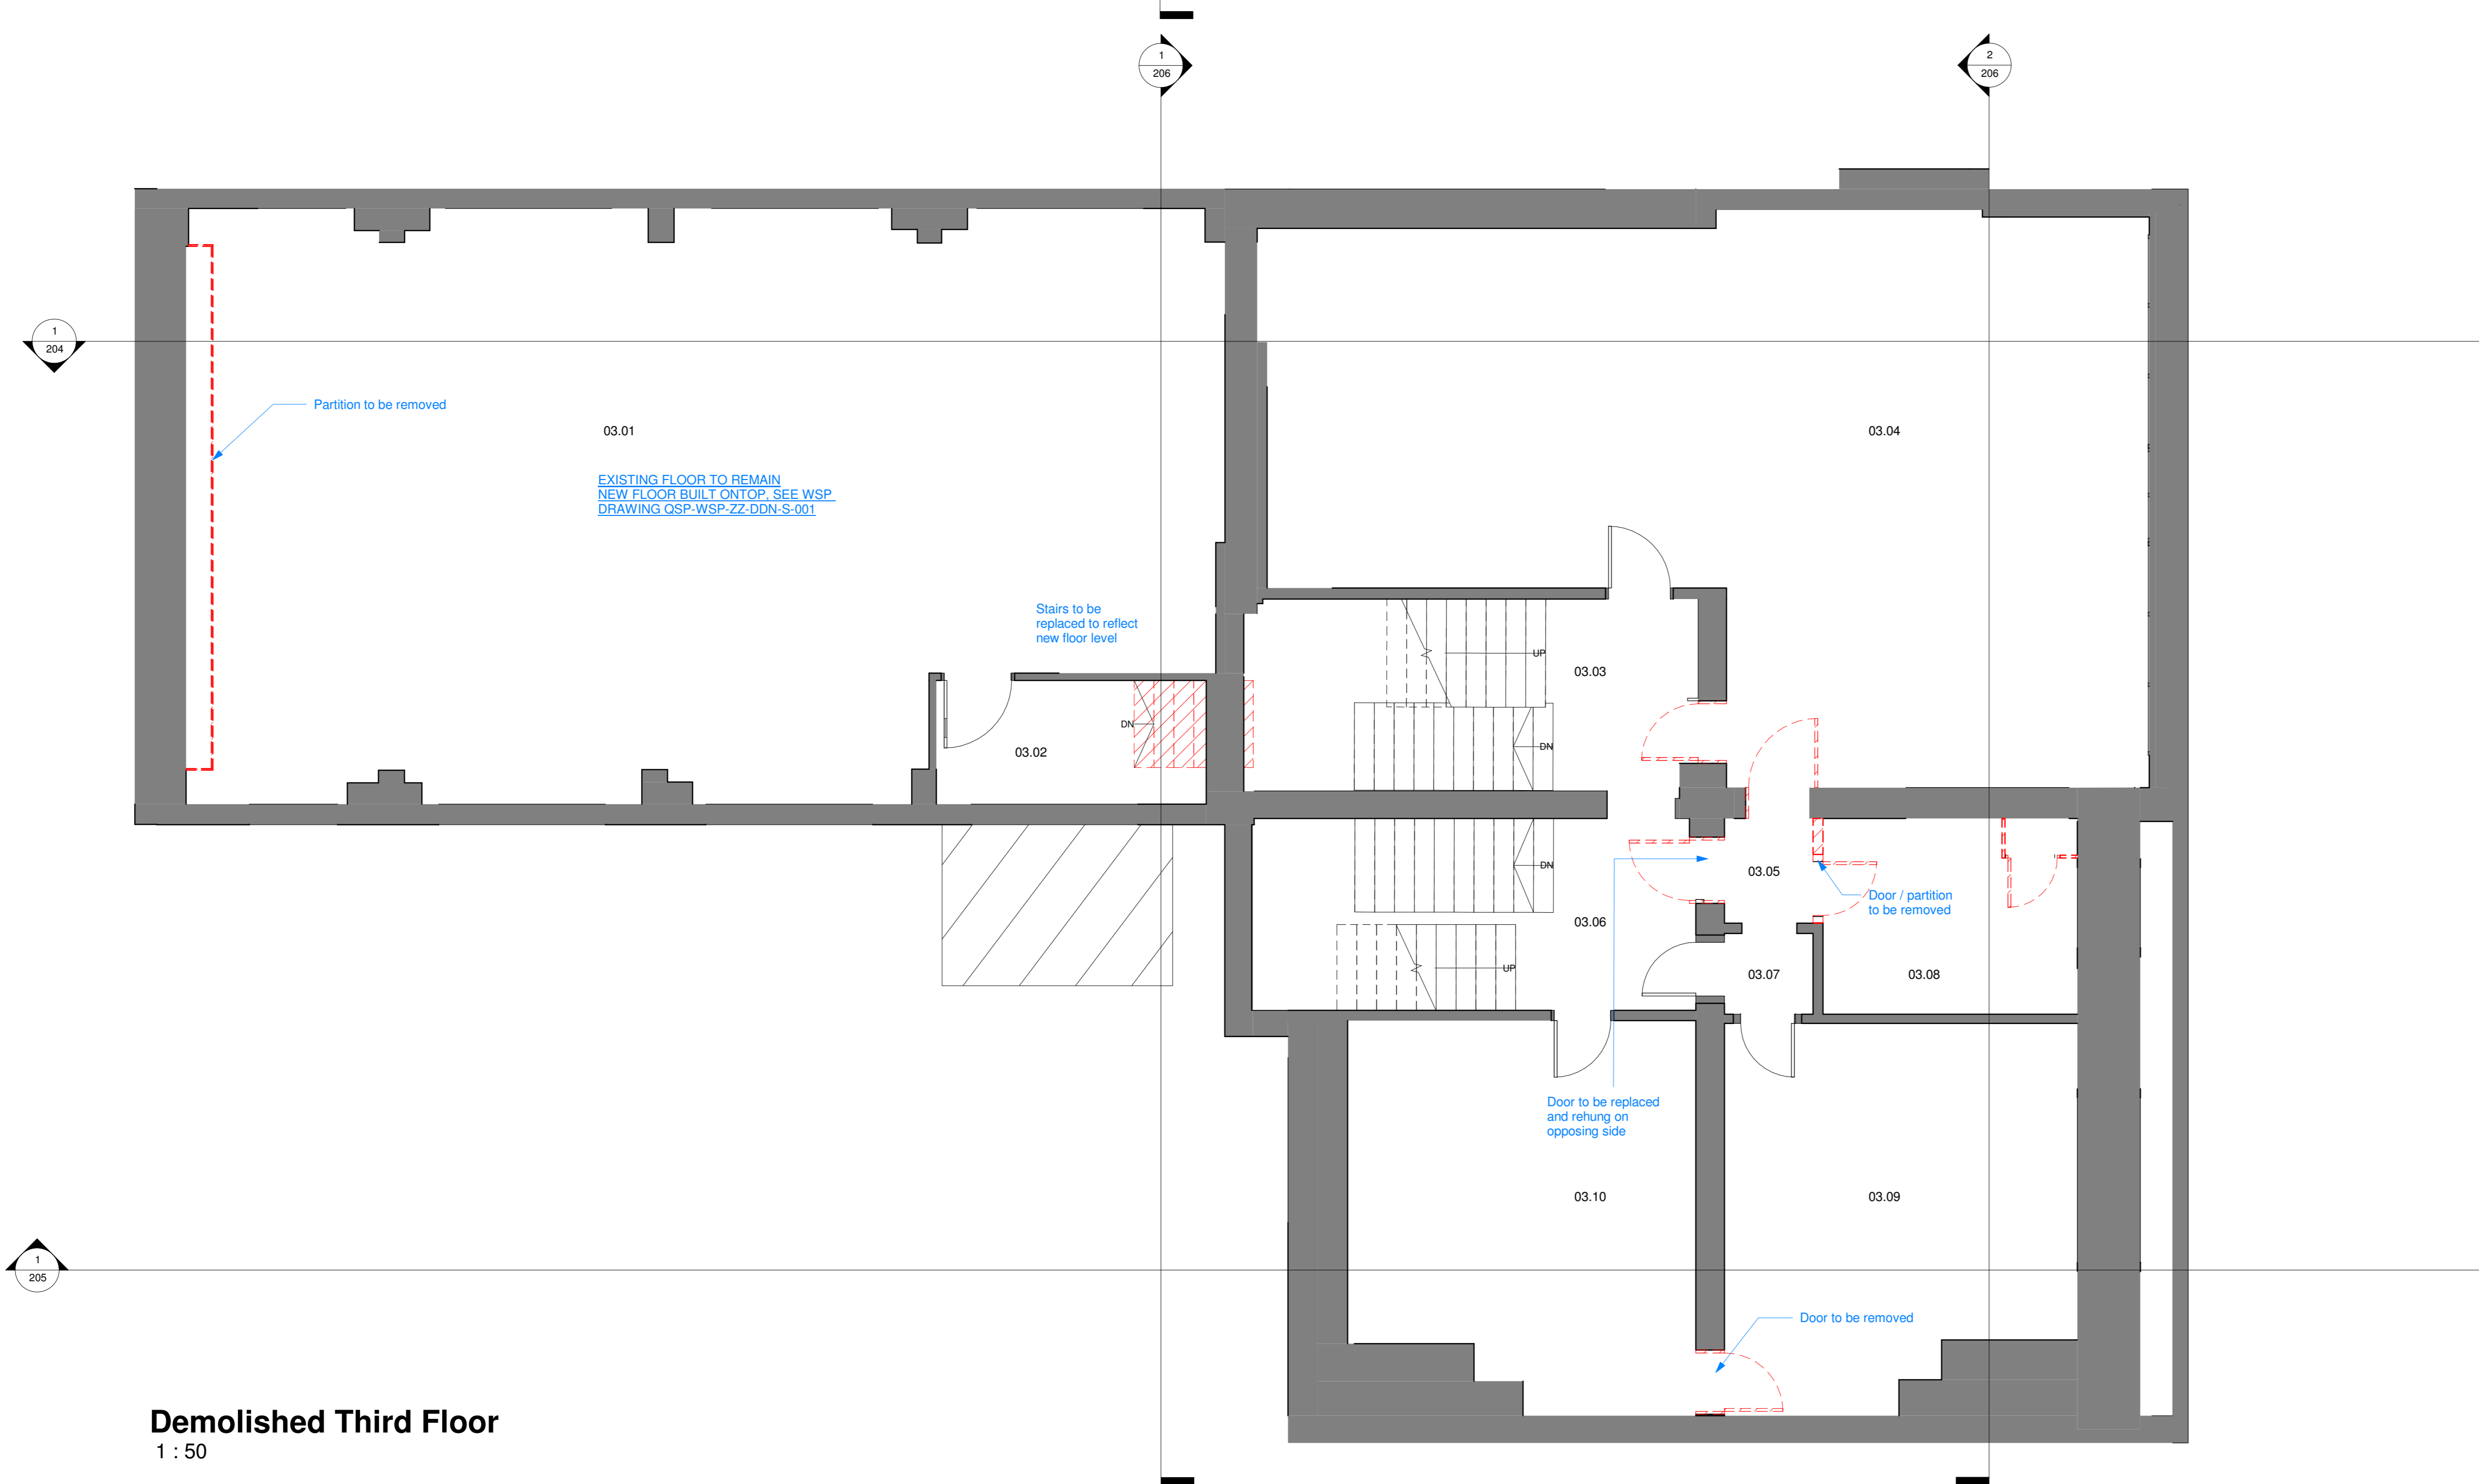 1
206
2
206
1
204
Partition to be removed
03.01
03.04
EXISTING FLOOR TO REMAIN
NEW FLOOR BUILT ONTOP, SEE WSP
DRAWING QSP-WSP-ZZ-DDN-S-001
Stairs to be
replaced to reflect
new floor level
UP
03.03
DN
03.02
DN
DN
03.05
Door / partition
to be removed
03.06
UP
03.07
03.08
Door to be replaced
and rehung on
opposing side
03.10
03.09
1
205
Door to be removed
Demolished Third Floor
1 : 50